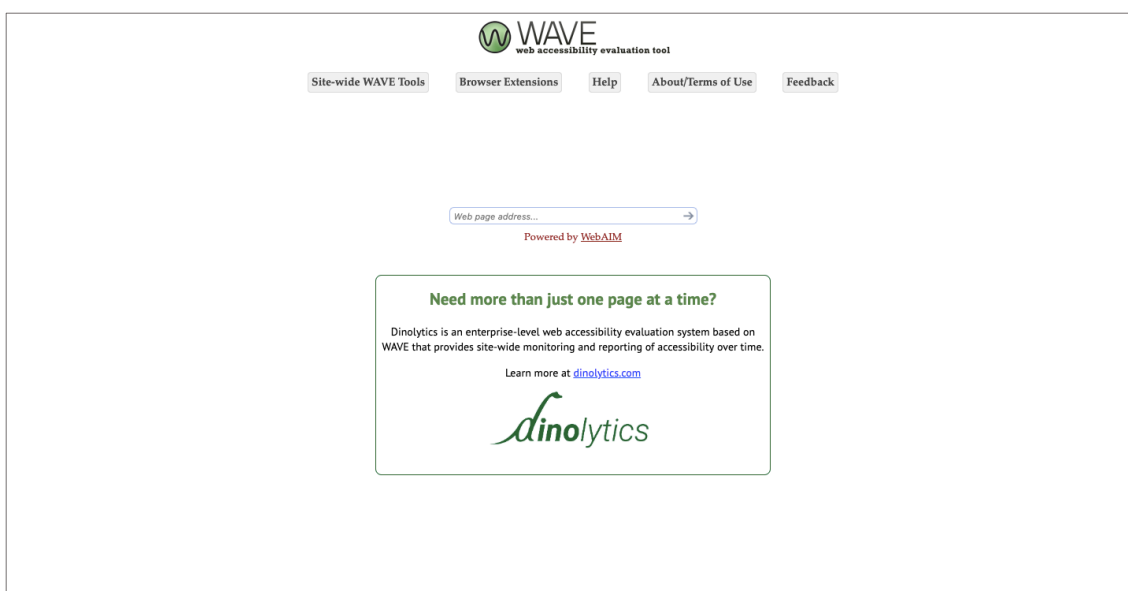 WAVE
web accessibility evaluation tool
Site-wide WAVE Tools Browser Extensions Help About/Terms of Use Feedback
Web page address...
Powered by WebAIM
Need more than just one page at a time?
Dinolytics is an enterprise-level web accessibility evaluation system based on
WAVE that provides site-wide monitoring and reporting of accessibility over time.
Learn more at dinolytics.com
dinolytics